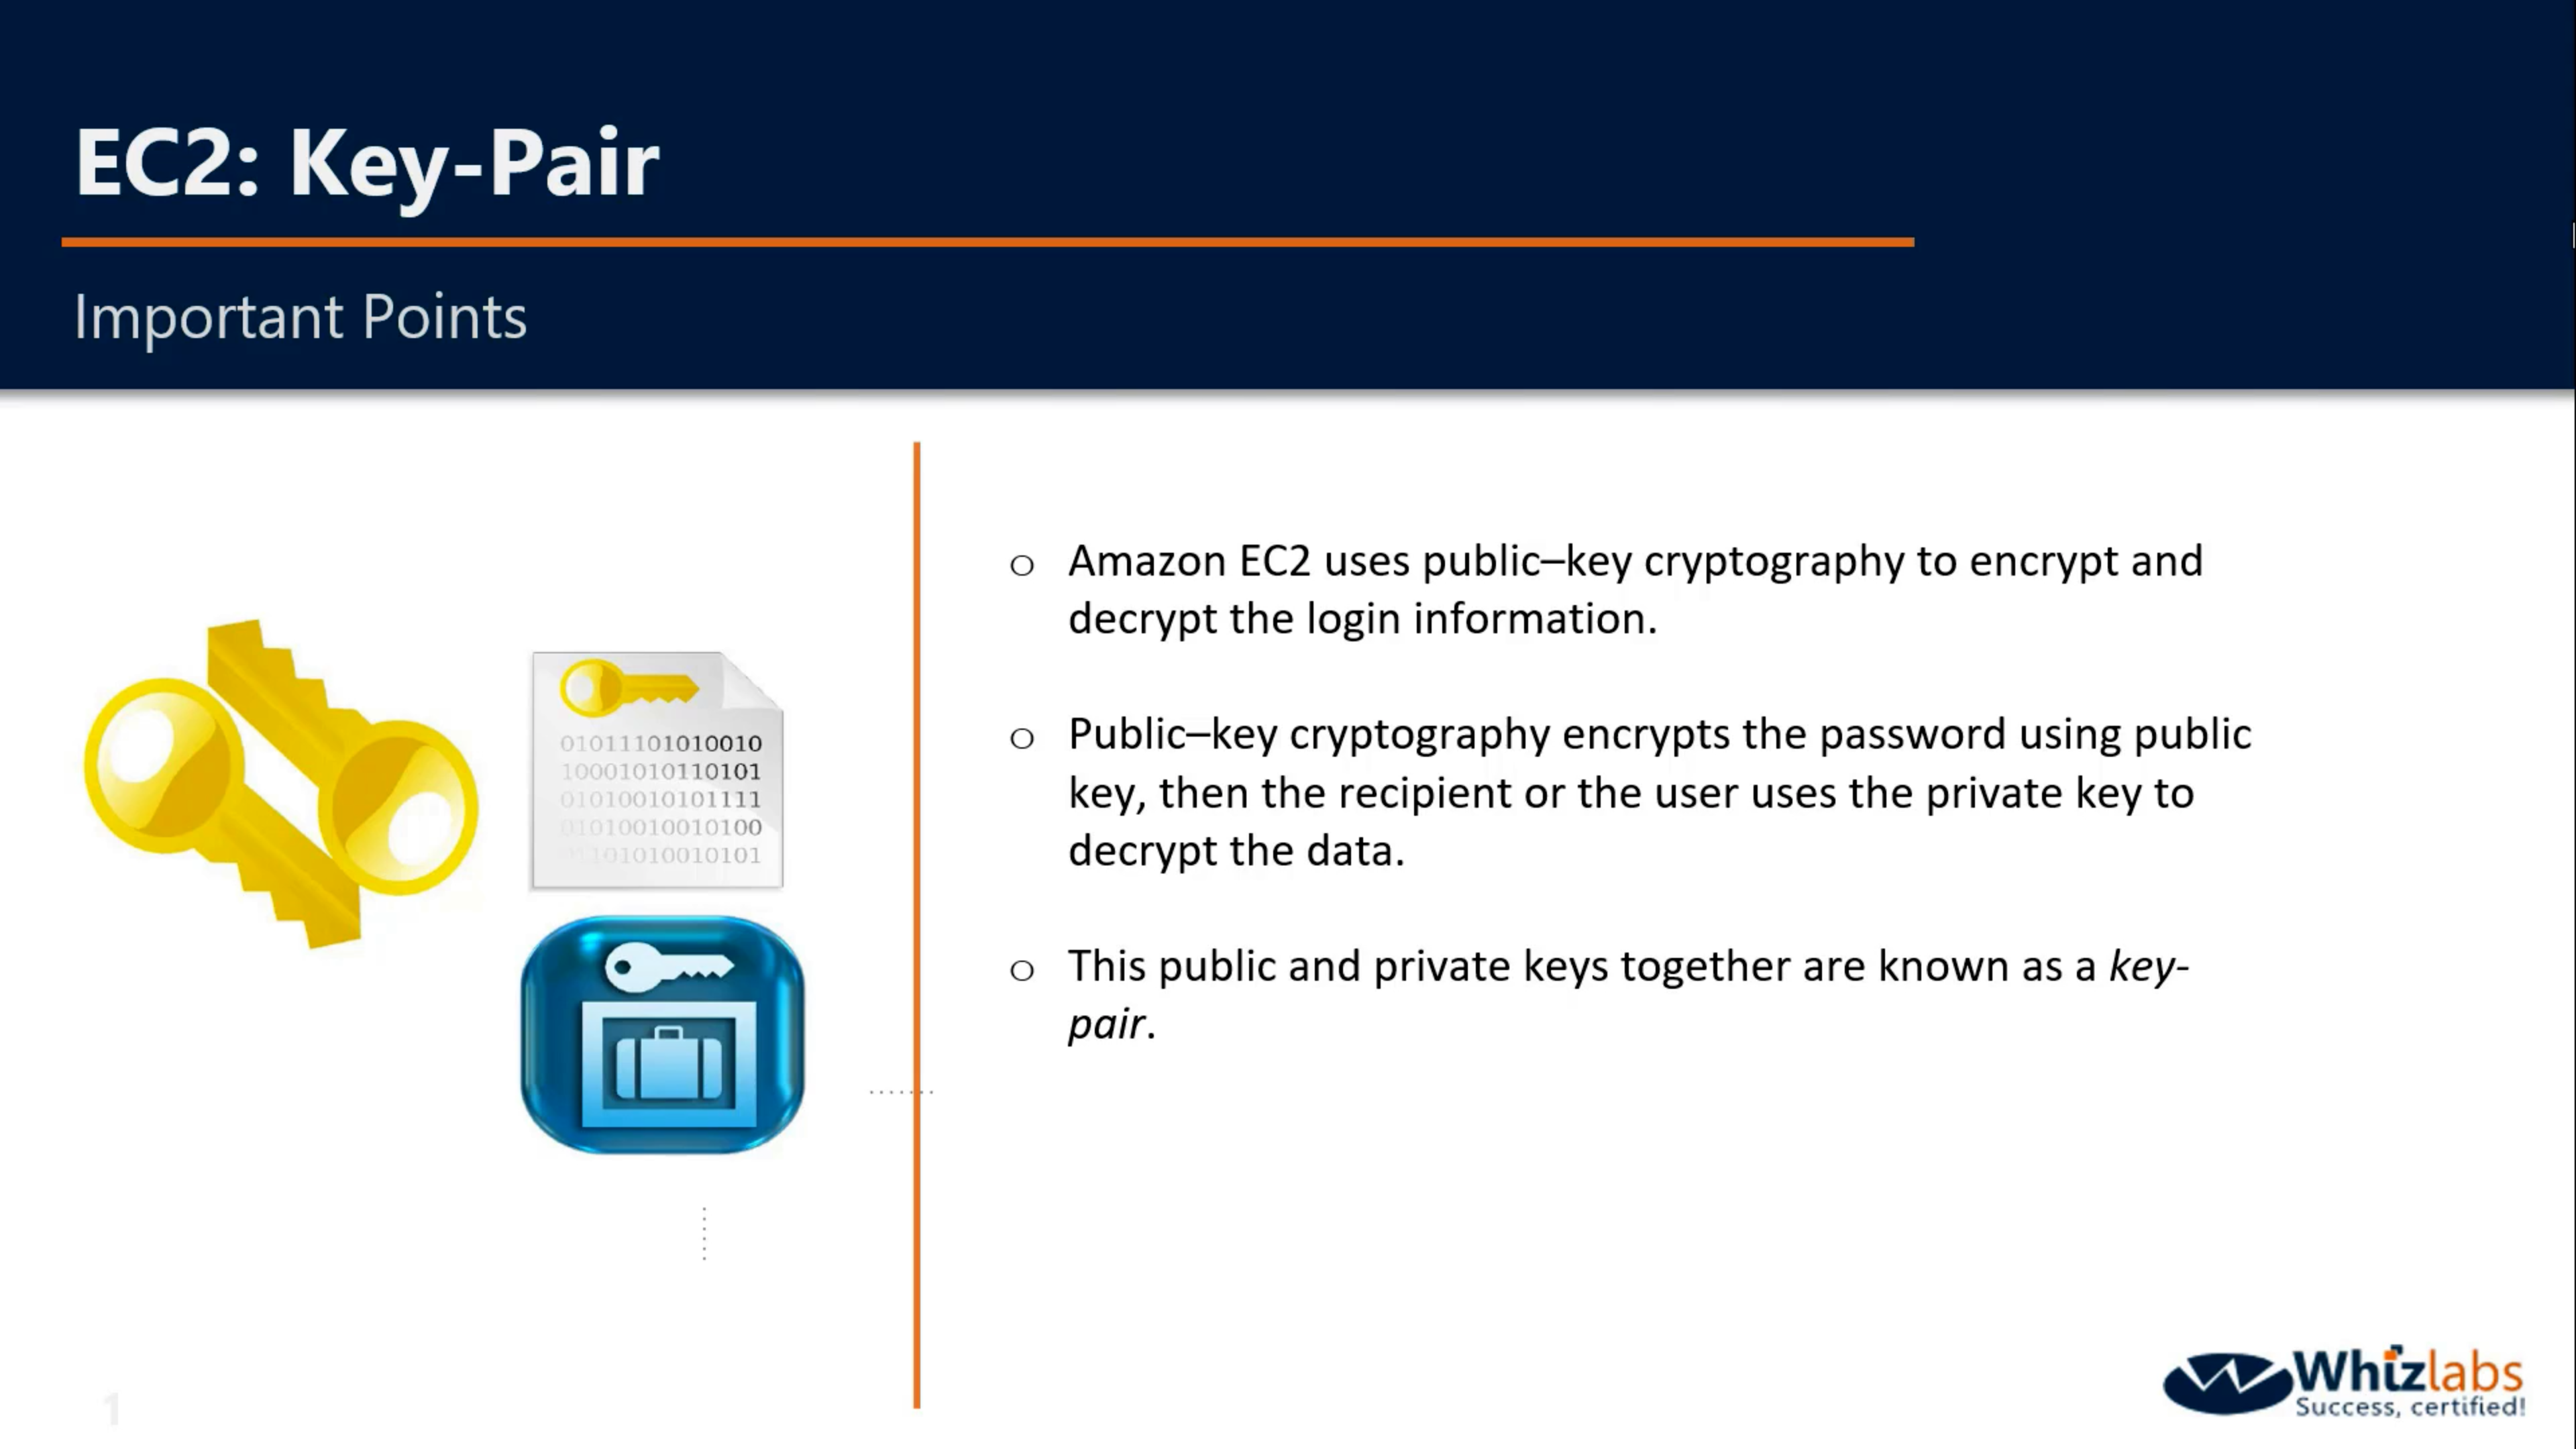 EC2: Key-Pair
Important Points
01011101010010
10001010110101
01010010101111
01010010010100
01101010010101
o Amazon EC2 uses public–key cryptography to encrypt and
decrypt the login information.
o Public–key cryptography encrypts the password using public
key, then the recipient or the user uses the private key to
decrypt the data.
o This public and private keys together are known as a key-
pair.
1
Whizlabs
Success, certified!